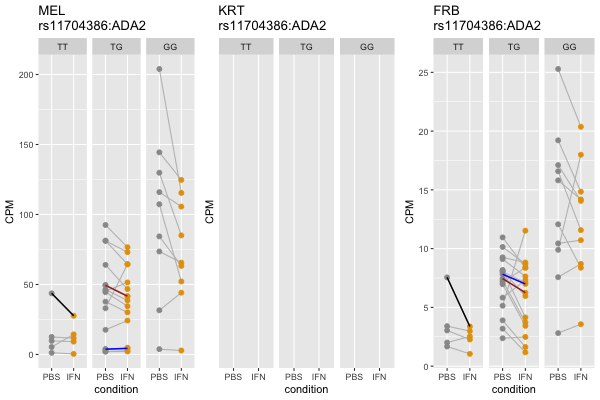 MEL
rs11704386:ADA2
TT TG GG
200
150
100
50
0
CPM
PBS IFN PBS IFN PBS IFN
condition
KRT
rs11704386:ADA2
TT TG GG
CPM
PBS IFN PBS IFN PBS IFN
condition
FRB
rs11704386:ADA2
TT TG GG
25
20
15
10
5
0
CPM
PBS IFN PBS IFN PBS IFN
condition